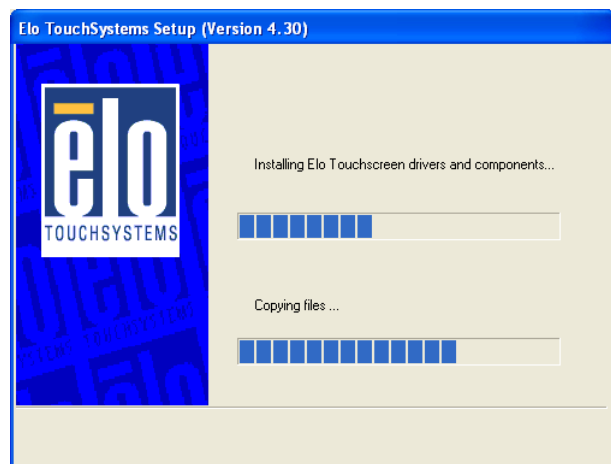 Elo TouchSystems Setup (Version 4.30)
ēlo
TOUCHSYSTEMS
Installing Elo Touchscreen drivers and components...
Copying files ...